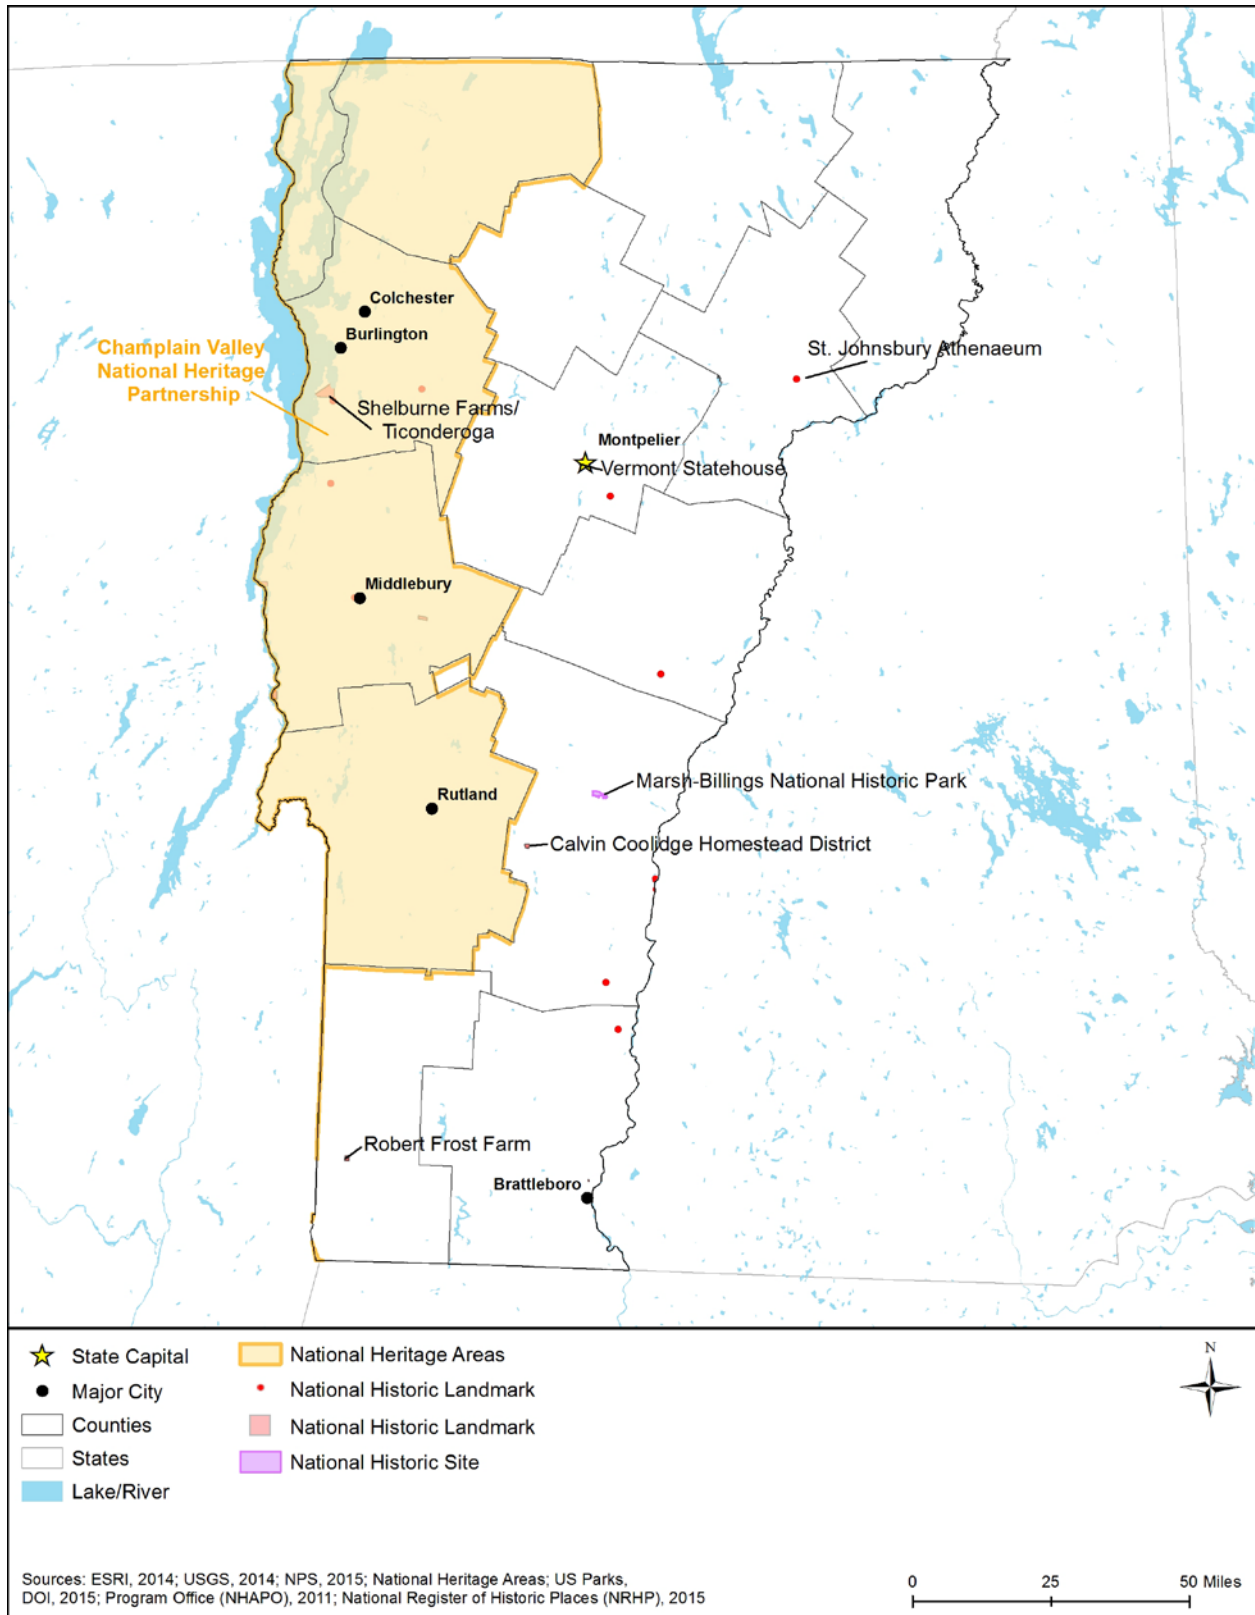 Colchester
Burlington
Champlain Valley
National Heritage
Partnership
St. Johnsbury Athenaeum
Shelburne Farms/
Ticonderoga
Montpelier
Vermont Statehouse
Middlebury
Marsh-Billings National Historic Park
Rutland
Calvin Coolidge Homestead District
Robert Frost Farm
Brattleboro
State Capital
Major City
Counties
States
Lake/River
National Heritage Areas
National Historic Landmark
National Historic Landmark
National Historic Site
N
Sources: ESRI, 2014; USGS, 2014; NPS, 2015; National Heritage Areas; US Parks,
DOI, 2015; Program Office (NHAPO), 2011; National Register of Historic Places (NRHP), 2015
0 25 50 Miles